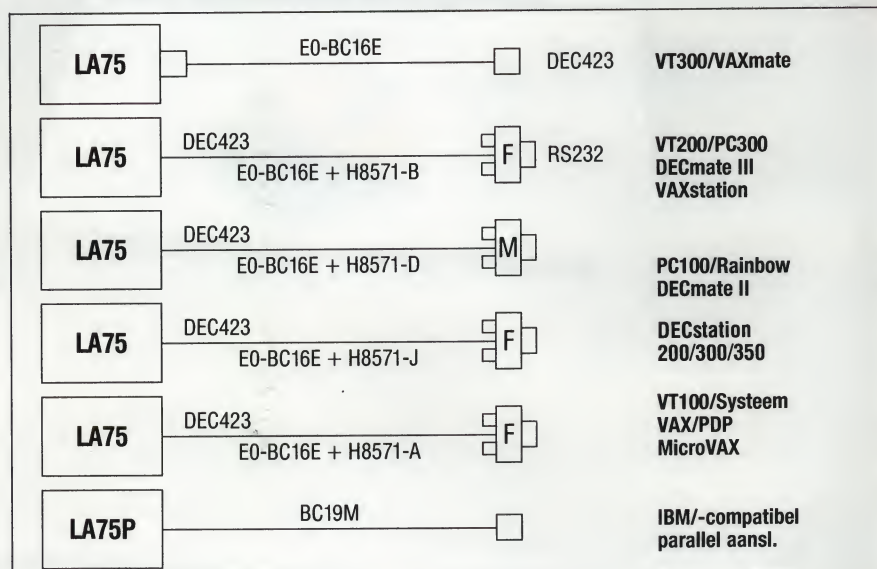 LA75 E0-BC16E DEC423 VT300/VAXmate
LA75 DEC423 E0-BC16E + H8571-B F RS232 VT200/PC300
DECmate III
VAXstation
LA75 DEC423 E0-BC16E + H8571-D M PC100/Rainbow
DECmate II
LA75 DEC423 E0-BC16E + H8571-J F DECstation
200/300/350
LA75 DEC423 E0-BC16E + H8571-A F VT100/Systeem
VAX/PDP
MicroVAX
LA75P BC19M IBM/-compatibel
parallel aansl.